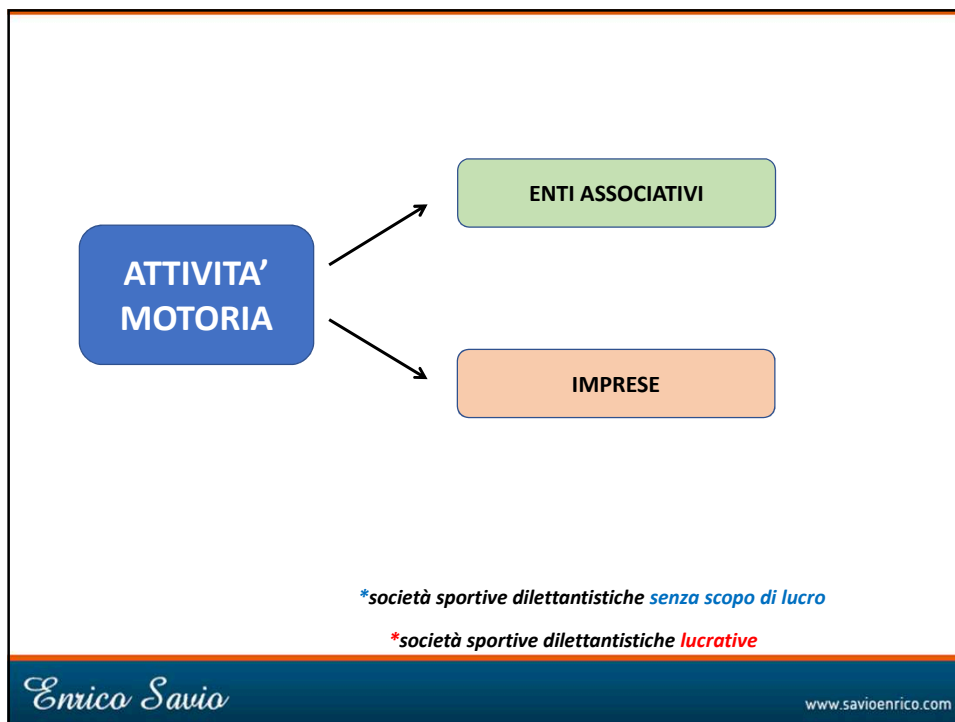 ENTI ASSOCIATIVI
ATTIVITA’
MOTORIA
IMPRESE
*società sportive dilettantistiche senza scopo di lucro
*società sportive dilettantistiche lucrative
Enrico Savio
www.savioenrico.com